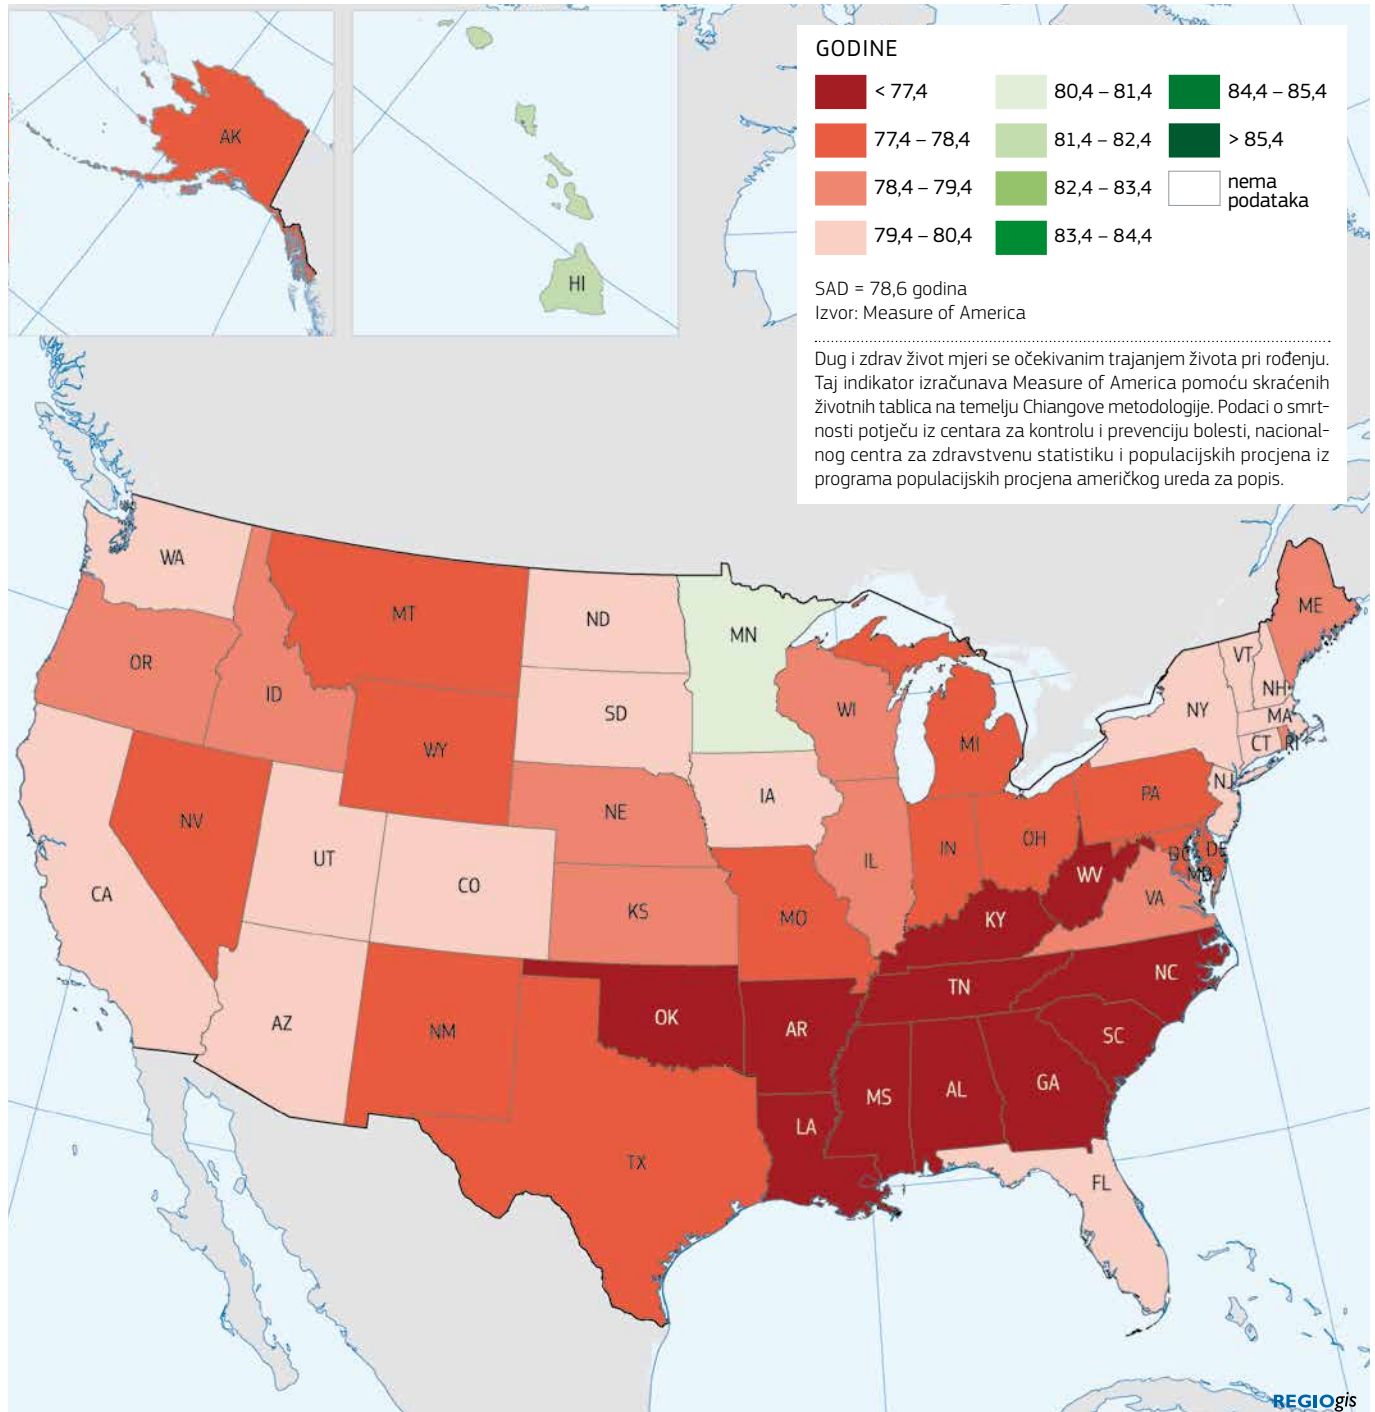 GODINE
< 77,4
77,4 – 78,4
78,4 – 79,4
79,4 – 80,4
80,4 – 81,4
81,4 – 82,4
82,4 – 83,4
83,4 – 84,4
84,4 – 85,4
> 85,4
nema
podataka
SAD = 78,6 godina
Izvor: Measure of America
Dug i zdrav život mjeri se očekivanim trajanjem života pri rođenju.
Taj indikator izračunava Measure of America pomoću skraćenih
životnih tablica na temelju Chiangove metodologije. Podaci o smrt-
nosti potječu iz centara za kontrolu i prevenciju bolesti, nacional-
nog centra za zdravstvenu statistiku i populacijskih procjena iz
programa populacijskih procjena američkog ureda za popis.
AK
HI
WA
MT
ND
MN
ME
OR
ID
SD
WI
VT
NH
NY
MA
WY
MI
CT
RI
NV
NE
IA
NJ
PA
UT
CO
IL
IN
OH
DC
DE
MD
CA
KS
MO
WV
VA
KY
AZ
NM
OK
AR
TN
NC
SC
TX
LA
MS
AL
GA
FL
REGIOgis